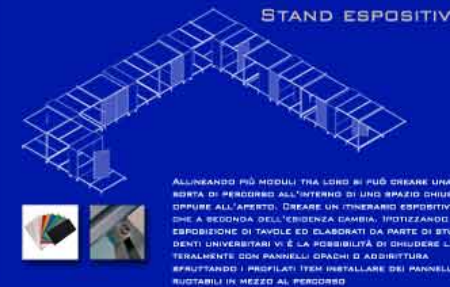 STAND ESPOSITIV
ALLINEANDO PIÙ MODULI TRA LORO SI PUÒ CREARE UNA
SORTA DI PERCORSO ALL'INTERNO DI UNO SPAZIO CHIU
OPPURE ALL'APERTO. CREARE UN ITINERARIO ESPOSITIV
CHE A SECONDA DELL'ESIGENZA CAMBIA. IPOTIZZANDO
ESPOSIZIONE DI TAVOLE ED ELABORATI DA PARTE DI STU
DENTI UNIVERSITARI VI È LA POSSIBILITÀ DI CHIUDERE L
TERALMENTE CON PANNELLI OPACHI O ADDIRITTURA
SFRUTTANDO I PROFILATI ITEM INSTALLARE DEI PANNELL
RUOTABILI IN MEZZO AL PERCORSO